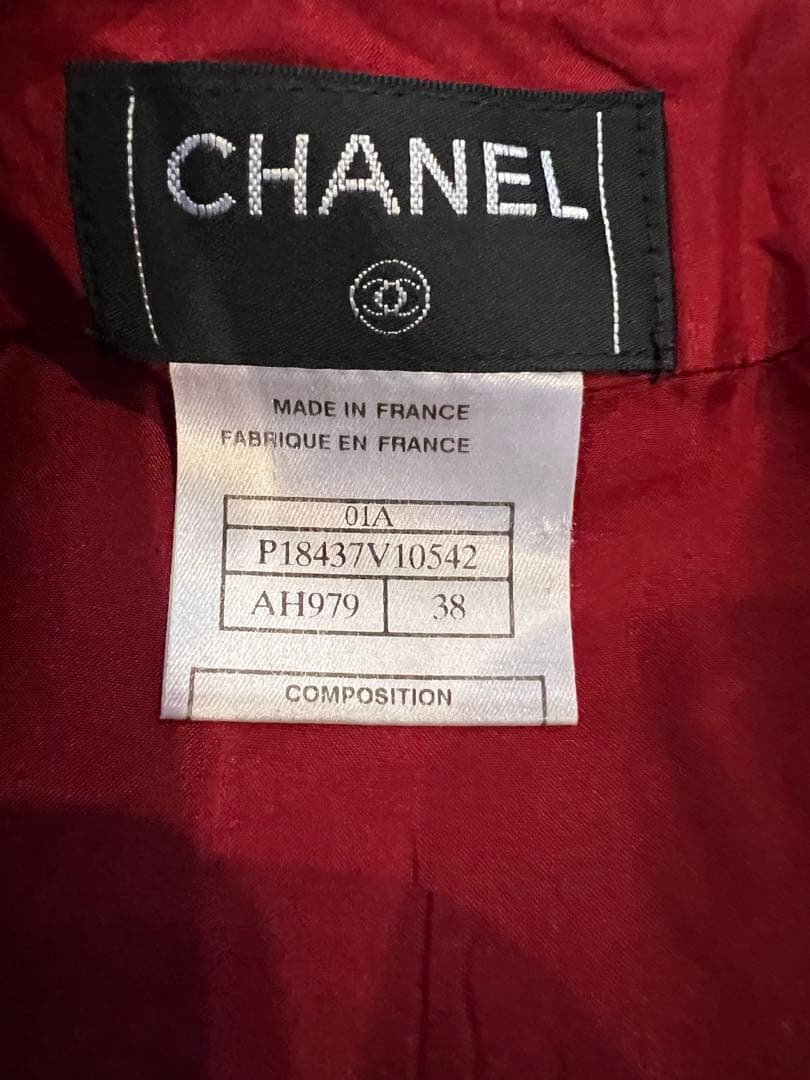 CHANEL
MADE IN FRANCE
FABRIQUE EN FRANCE
01A
P18437V10542
AH979 38
COMPOSITION